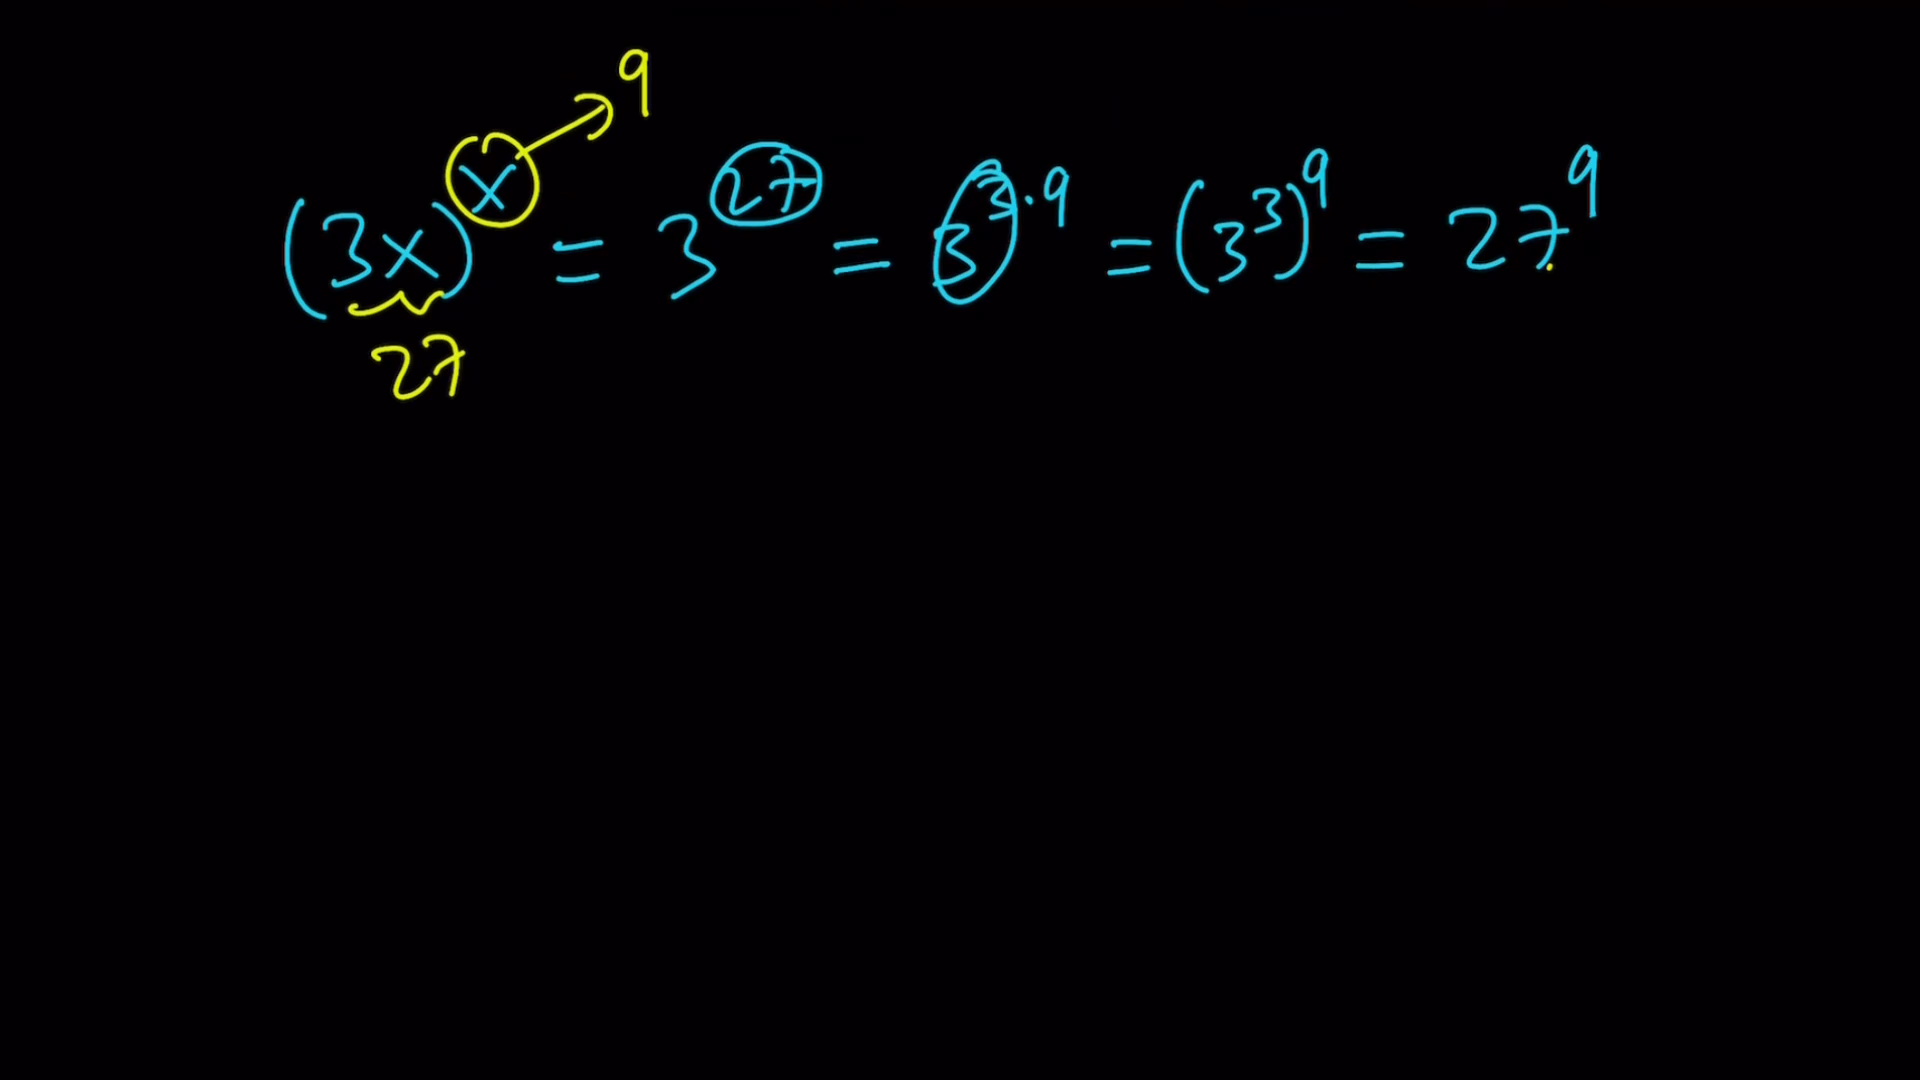 9
(3x)^x = 3^27 = 3^3·9 = (3^3)^9 = 27^9
27